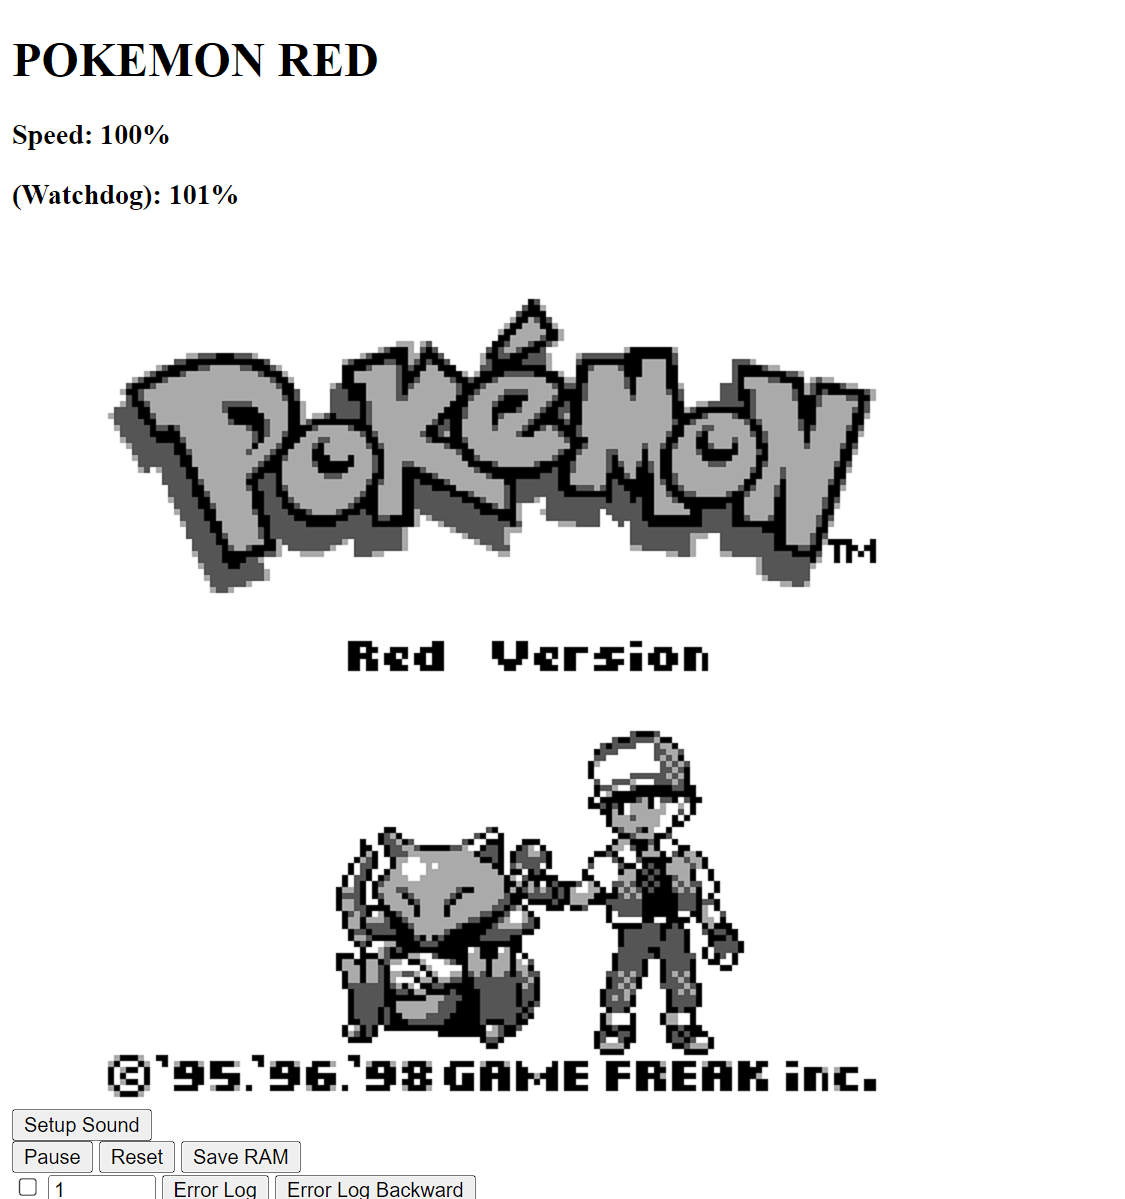 POKEMON RED
Speed: 100%
(Watchdog): 101%
POKéMON
TM
Red Version
©'95.'96.'98 GAME FREAK inc.
Setup Sound
Pause Reset Save RAM
1 Error Log Error Log Backward